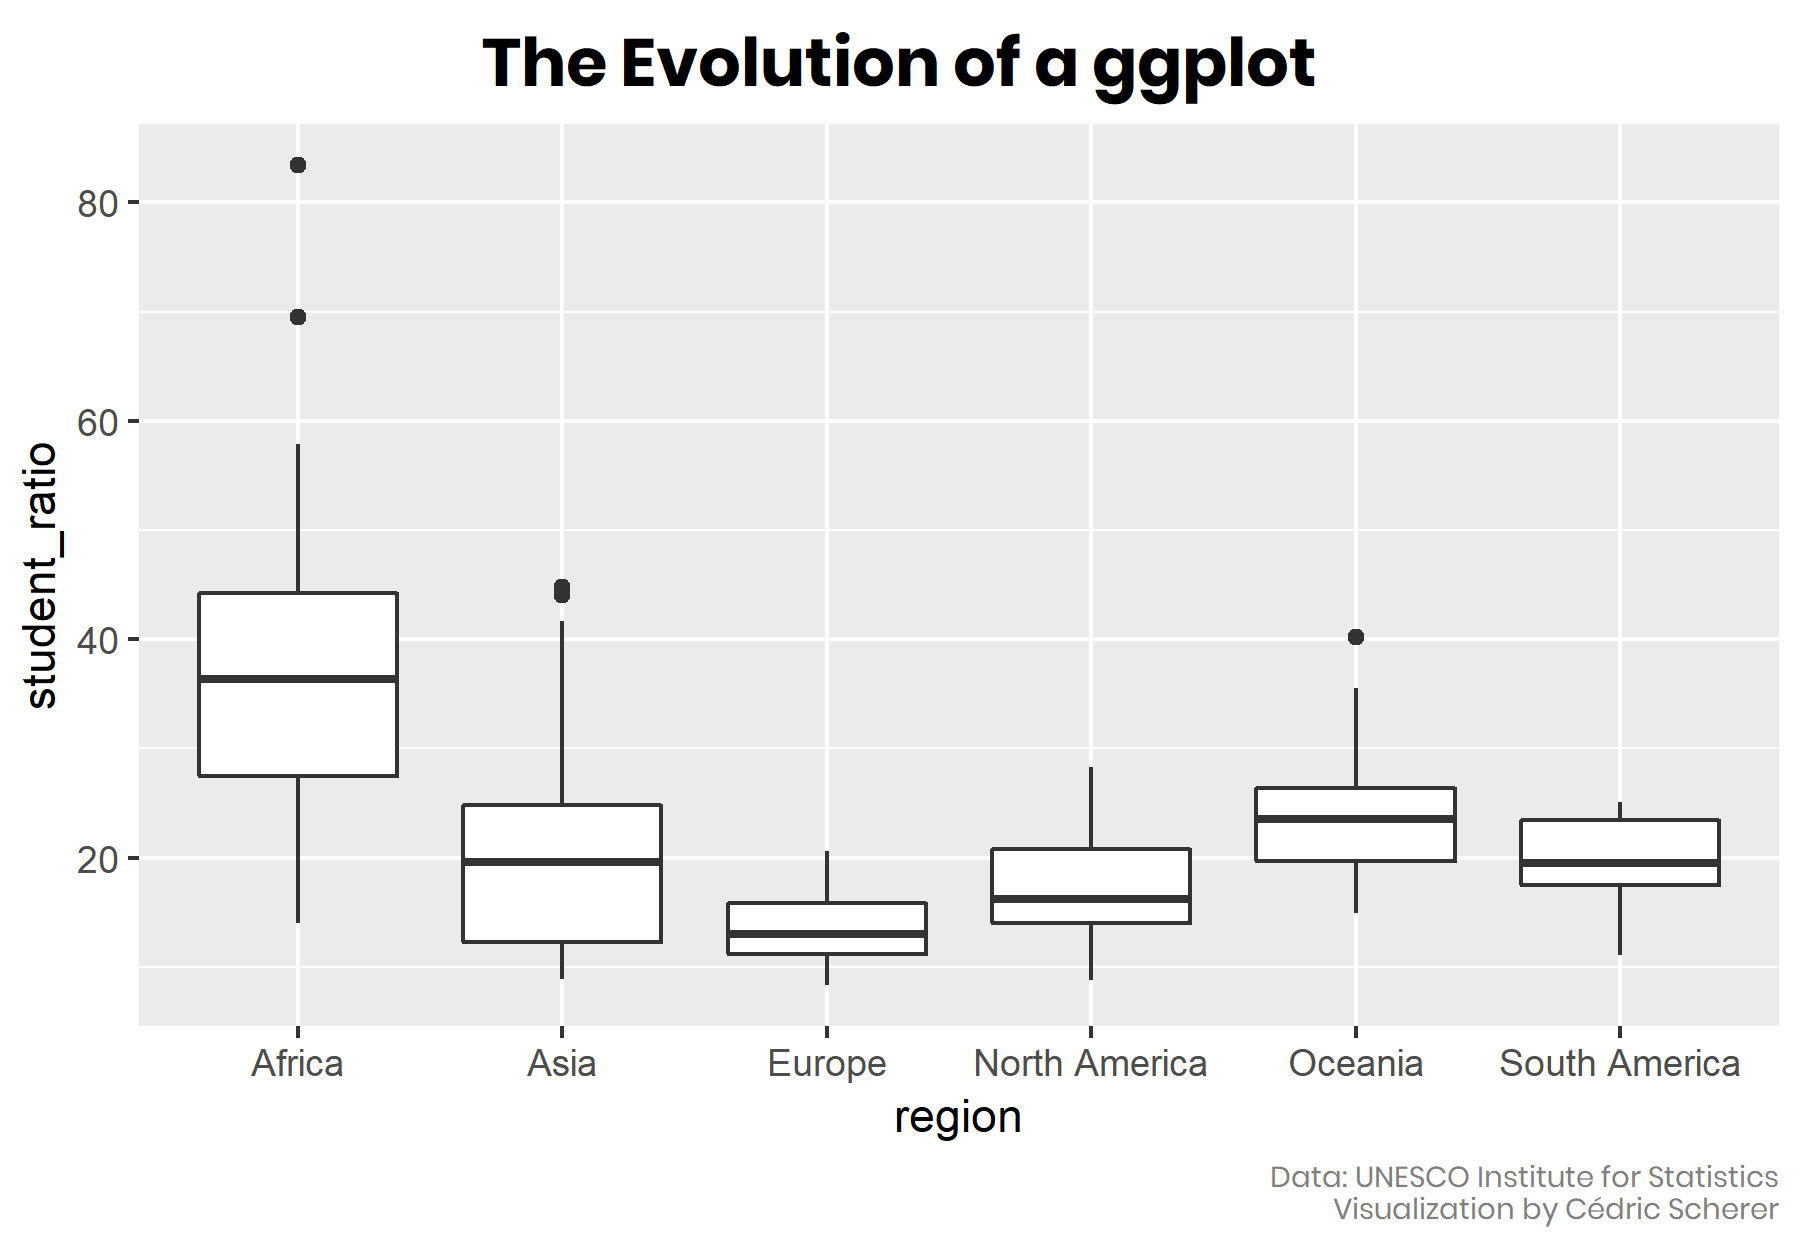 The Evolution of a ggplot
80
60
40
20
student_ratio
Africa Asia Europe North America Oceania South America
region
Data: UNESCO Institute for Statistics
Visualization by Cédric Scherer